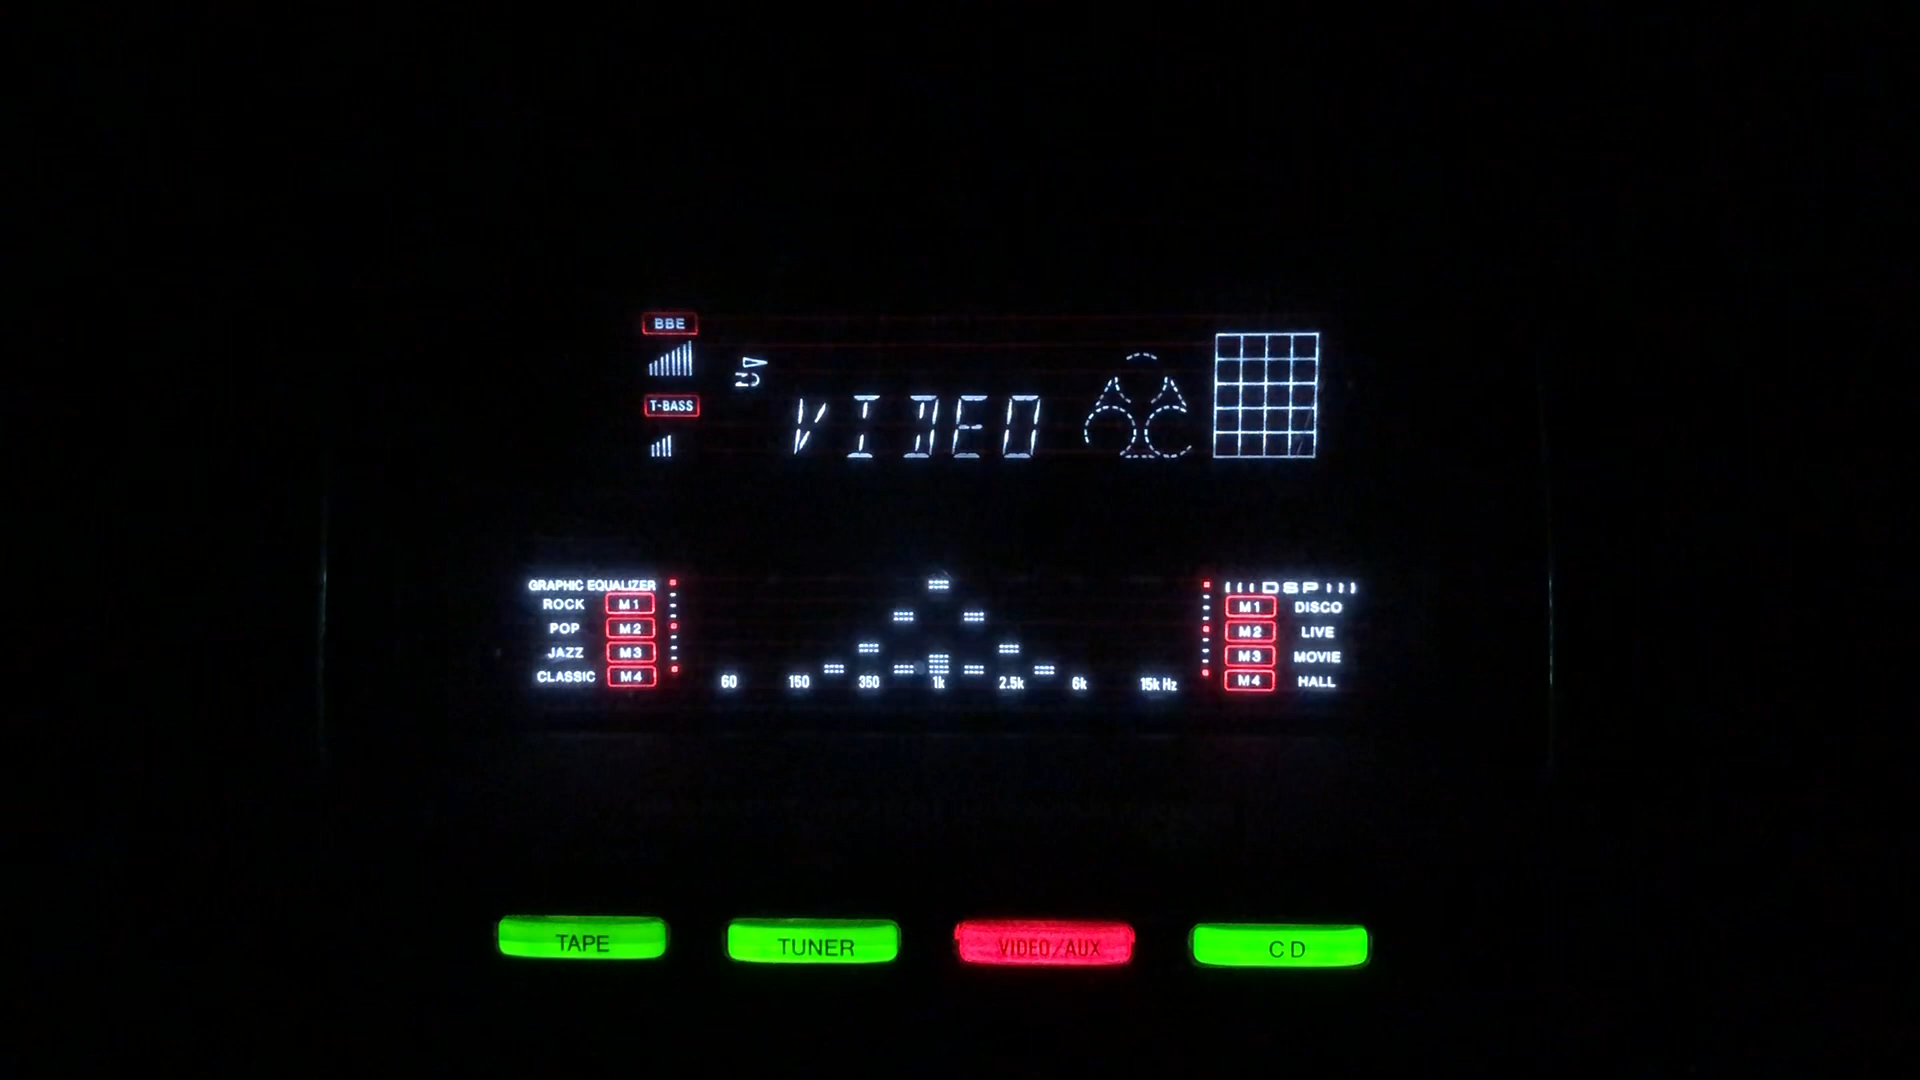 BBE
T-BASS
VIDEO
GRAPHIC EQUALIZER
ROCK M1
POP M2
JAZZ M3
CLASSIC M4
60 150 350 1k 2.5k 6k 15k Hz
DSP
M1 DISCO
M2 LIVE
M3 MOVIE
M4 HALL
TAPE TUNER VIDEO/AUX CD